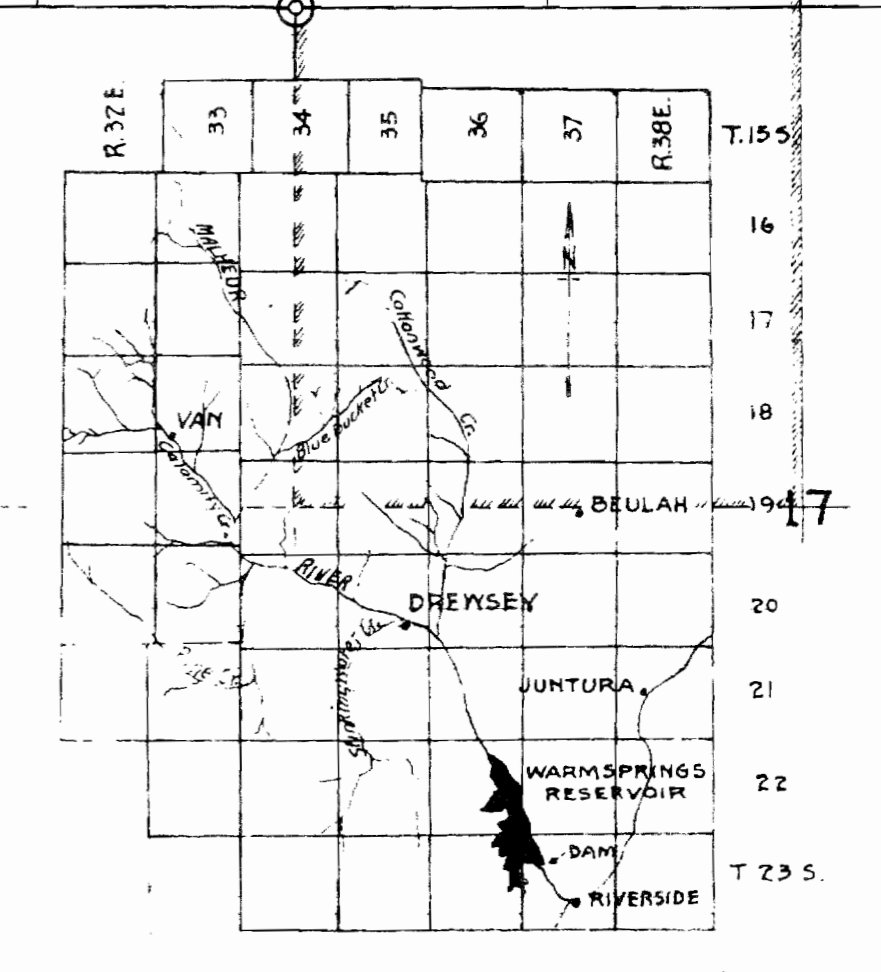 R.32E.
33
34
35
36
37
R.38E.
T.15S
16
MALHEUR
N
17
Cottonwood
Cr.
18
VAN
Blue Bucket Cr.
Calamity Cr.
BEULAH
19
17
RIVER
DREWSEY
20
JUNTURA
21
WARMSPRINGS
RESERVOIR
22
DAM
T 23 S.
RIVERSIDE